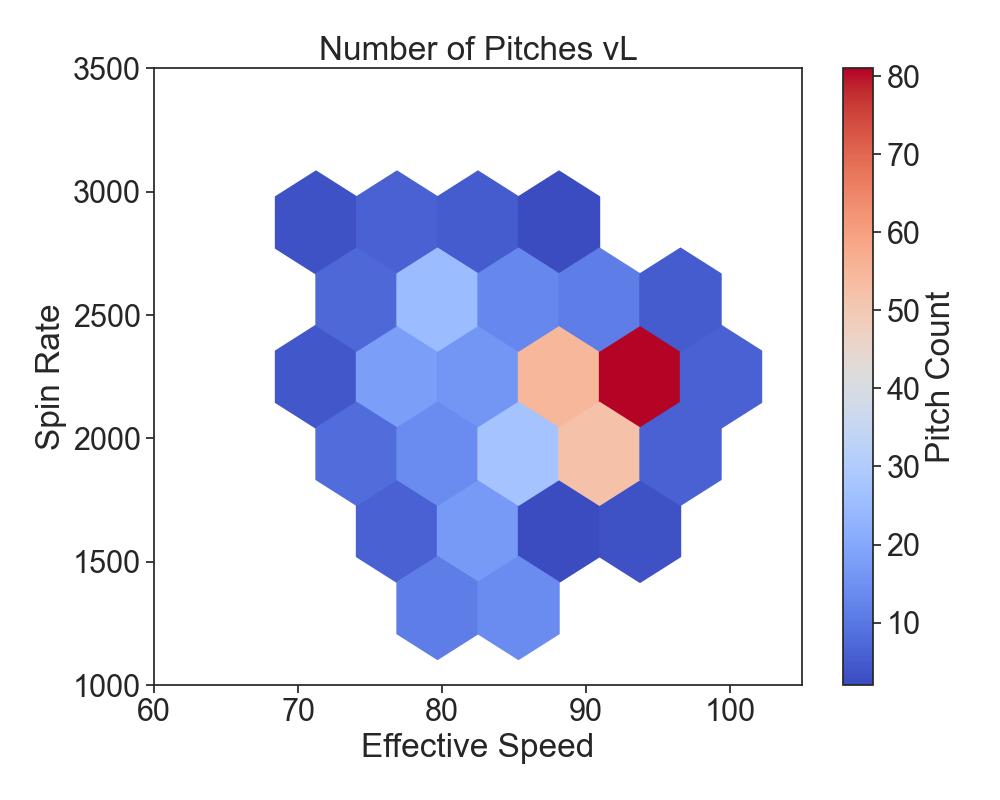 Number of Pitches vL
3500
3000
2500
2000
1500
1000
Spin Rate
60 70 80 90 100
Effective Speed
80
70
60
50
40
30
20
10
Pitch Count